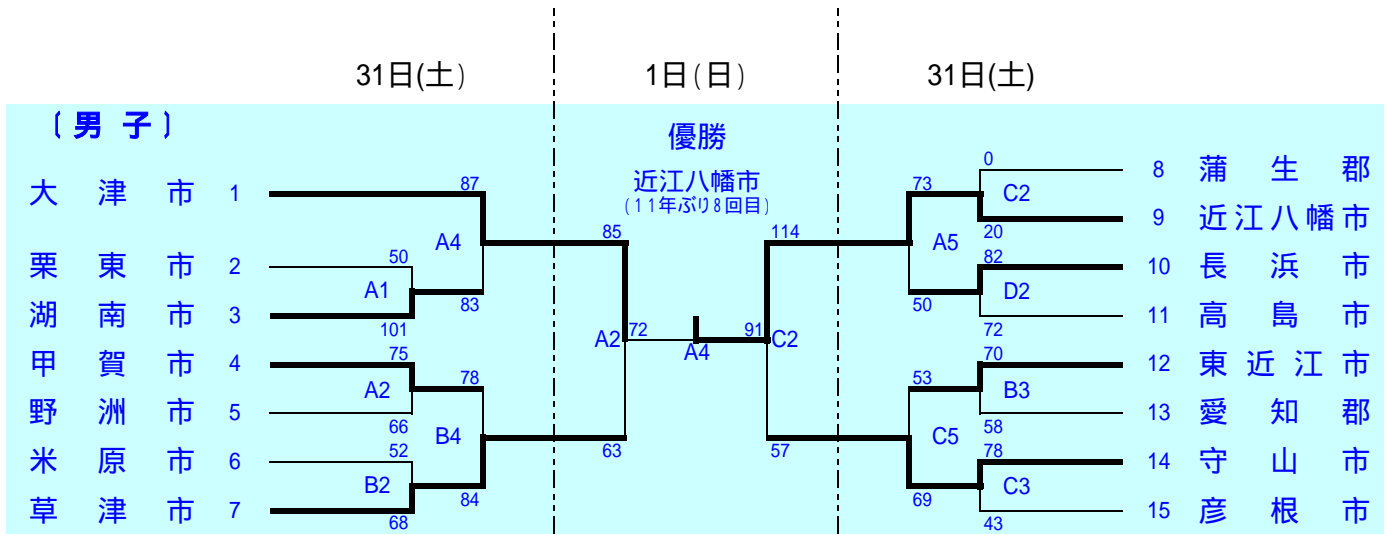 31日(土)
1日(日)
31日(土)
〔男子〕
優勝
近江八幡市
(11年ぶり8回目)
大津市 1
栗東市 2
湖南市 3
甲賀市 4
野洲市 5
米原市 6
草津市 7
87
A4
50
A1
83
101
75
A2
78
66
B4
52
B2
84
68
85
A2
72
A4
63
114
91
C2
57
73
A5
50
53
C5
69
0
C2
20
82
D2
72
70
B3
58
78
C3
43
8 蒲生郡
9 近江八幡市
10 長浜市
11 高島市
12 東近江市
13 愛知郡
14 守山市
15 彦根市